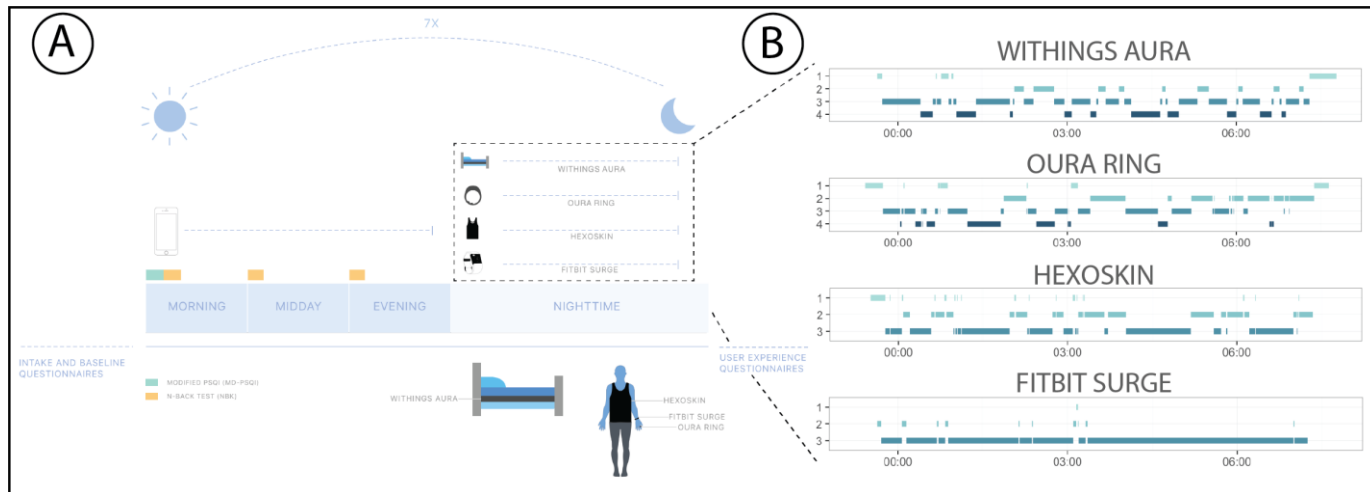 A
7X
WITHINGS AURA
OURA RING
HEXOSKIN
FITBIT SURGE
MORNING
MIDDAY
EVENING
NIGHTTIME
INTAKE AND BASELINE
QUESTIONNAIRES
USER EXPERIENCE
QUESTIONNAIRES
MODIFIED PSQI (MD-PSQI)
N-BACK TEST (NBK)
WITHINGS AURA
HEXOSKIN
FITBIT SURGE
OURA RING
B
WITHINGS AURA
1
2
3
4
00:00 03:00 06:00
OURA RING
1
2
3
4
00:00 03:00 06:00
HEXOSKIN
1
2
3
00:00 03:00 06:00
FITBIT SURGE
1
2
3
00:00 03:00 06:00